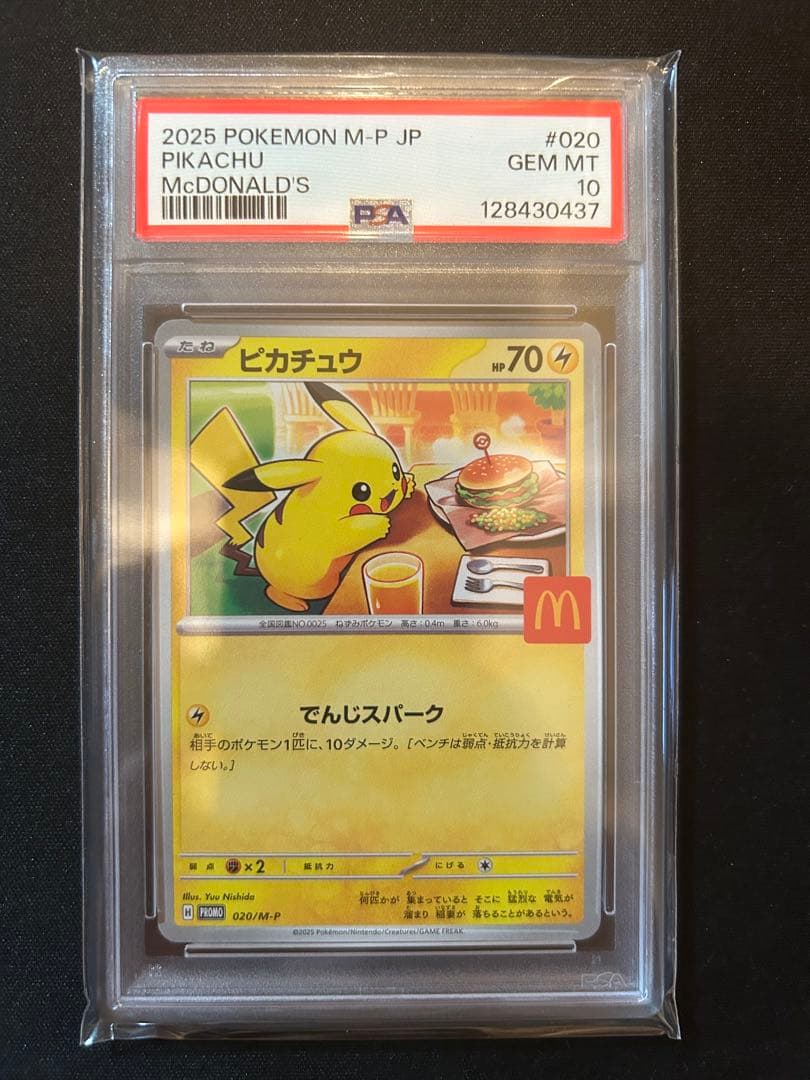 2025 POKEMON M-P JP #020
PIKACHU GEM MT
McDONALD'S 10
PSA 128430437
たね ピカチュウ HP70
M
全国図鑑NO.0025 ねずみポケモン 高さ:0.4m 重さ:6.0kg
でんじスパーク
相手のポケモン1匹に、10ダメージ。[ベンチは弱点・抵抗力を計算
しない。]
弱点 ×2 抵抗力 にげる
Illus. Yuu Nishida
何匹かが 集まっていると そこに 猛烈な 電気が
溜まり 稲妻が 落ちることがあるという。
H PROMO 020/M-P
©2025 Pokémon/Nintendo/Creatures/GAME FREAK.
PSA